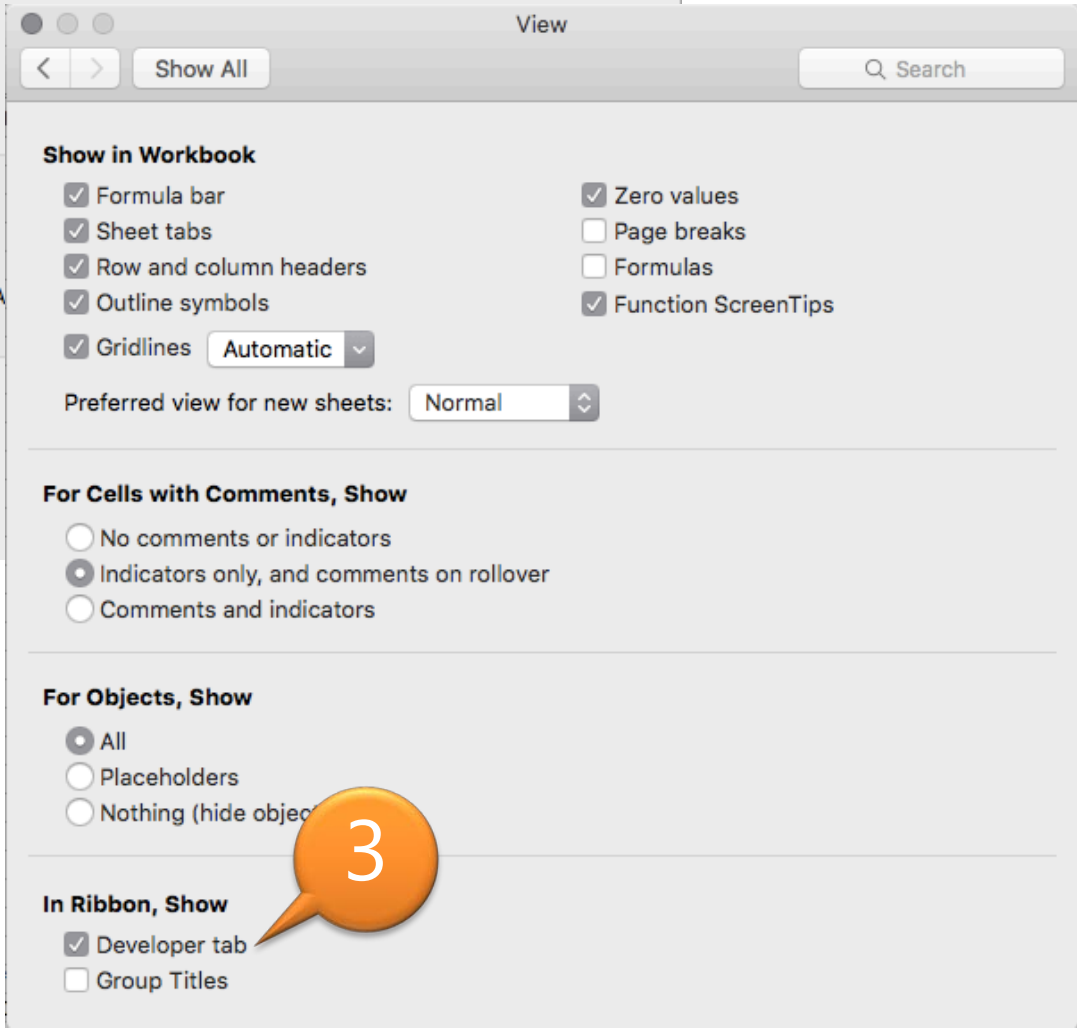 View
Show All
Search
Show in Workbook
Formula bar
Sheet tabs
Row and column headers
Outline symbols
Gridlines Automatic
Zero values
Page breaks
Formulas
Function ScreenTips
Preferred view for new sheets: Normal
For Cells with Comments, Show
No comments or indicators
Indicators only, and comments on rollover
Comments and indicators
For Objects, Show
All
Placeholders
Nothing (hide
3
In Ribbon, Show
Developer tab
Group Titles